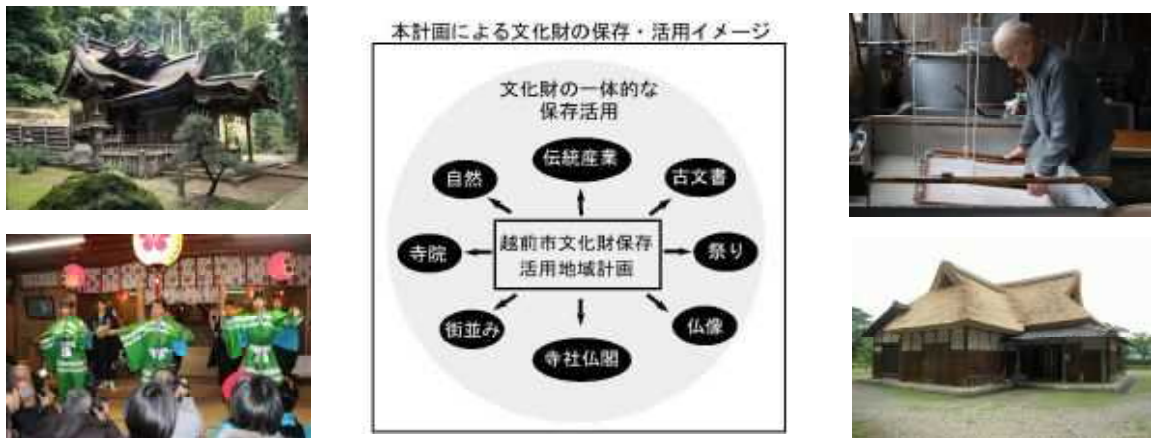 本計画による文化財の保存・活用イメージ
文化財の一体的な
保存活用
伝統産業
自然
古文書
越前市文化財保存
活用地域計画
寺院
祭り
街並み
仏像
寺社仏閣